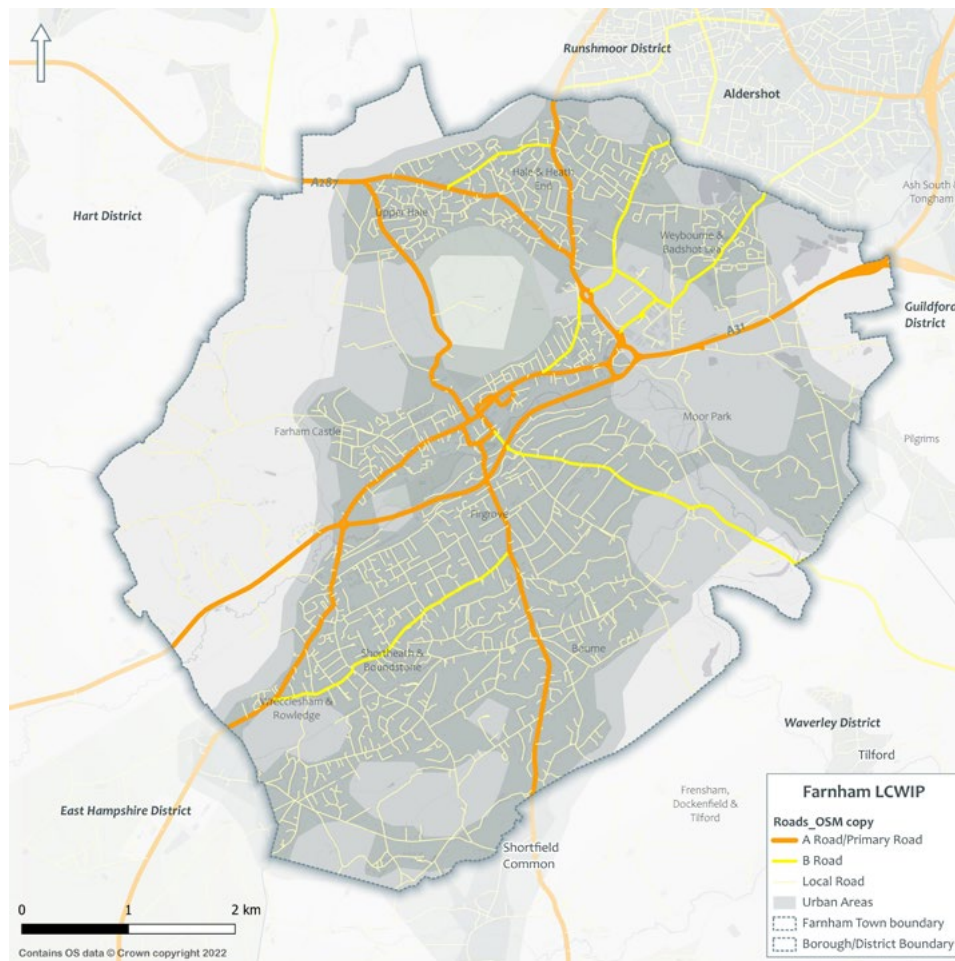 Runshmoor District
Aldershot
A287
Hale & Heath
End
Ash South &
Tongham
Hart District
Upper Hale
Weybourne &
Badshot Lea
Guildford
District
A31
Moor Park
Farham Castle
Pilgrims
Firgrove
Shortheath &
Boundstone
Bourne
Wrecclesham &
Rowledge
Waverley District
Tilford
East Hampshire District
Frensham,
Dockenfield &
Tilford
Shortfield
Common
Farnham LCWIP
Roads_OSM copy
A Road/Primary Road
B Road
Local Road
Urban Areas
Farnham Town boundary
Borough/District Boundary
0 1 2 km
Contains OS data © Crown copyright 2022